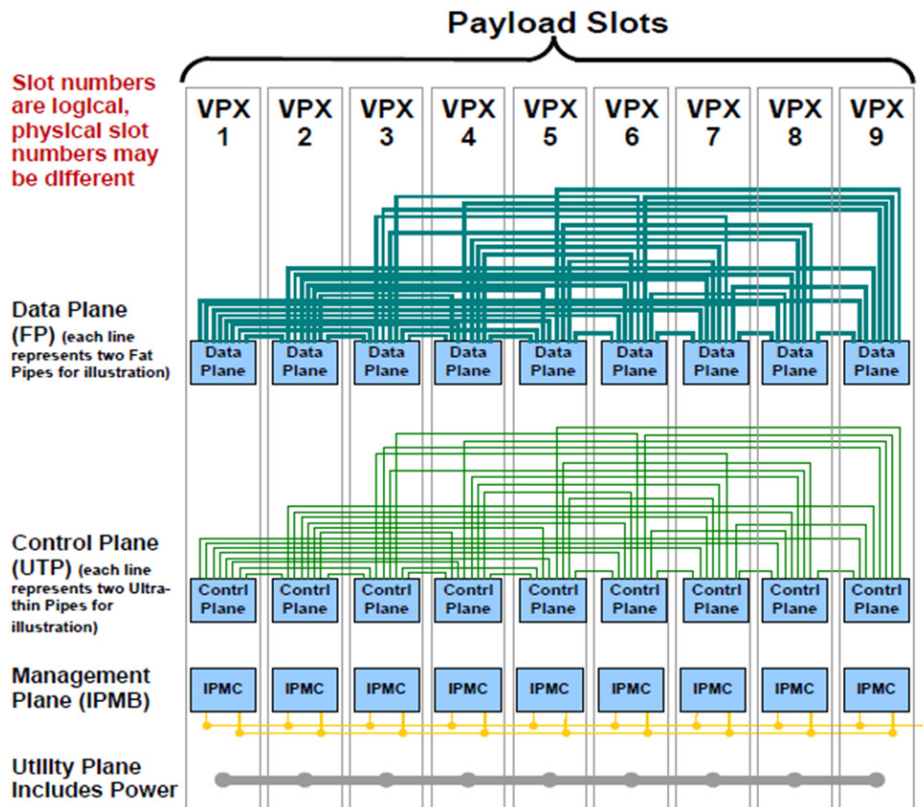 Payload Slots
Slot numbers
are logical,
physical slot
numbers may
be different
VPX
1
VPX
2
VPX
3
VPX
4
VPX
5
VPX
6
VPX
7
VPX
8
VPX
9
Data Plane
(FP) (each line
represents two Fat
Pipes for illustration)
Data
Plane
Data
Plane
Data
Plane
Data
Plane
Data
Plane
Data
Plane
Data
Plane
Data
Plane
Data
Plane
Control Plane
(UTP) (each line
represents two Ultra-
thin Pipes for
illustration)
Contrl
Plane
Contrl
Plane
Contrl
Plane
Contrl
Plane
Contrl
Plane
Contrl
Plane
Contrl
Plane
Contrl
Plane
Contrl
Plane
Management
Plane (IPMB)
IPMC
IPMC
IPMC
IPMC
IPMC
IPMC
IPMC
IPMC
IPMC
Utility Plane
Includes Power